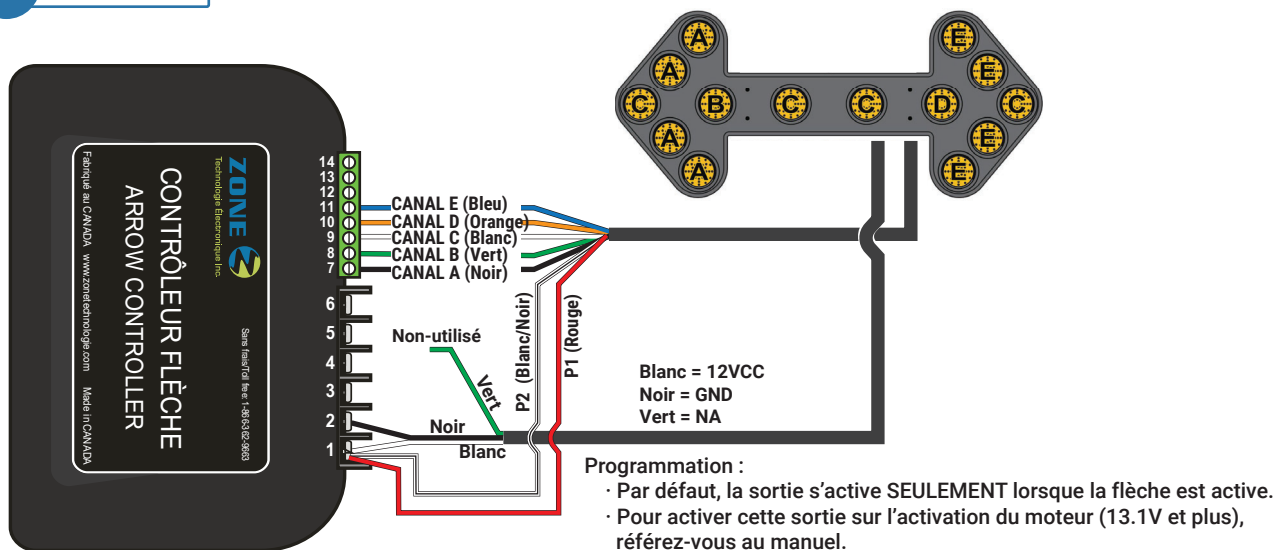 A
A
C
A
A
B
C
C
D
E
E
C
E
E
ZONE
Technologie Électronique Inc.
CONTRÔLEUR FLÈCHE
ARROW CONTROLLER
Sans frais/Toll free: 1-866-362-9663
Fabriqué au CANADA www.zonetechnologie.com Made in CANADA
14
13
12
11
10
9
8
7
6
5
4
3
2
1
CANAL E (Bleu)
CANAL D (Orange)
CANAL C (Blanc)
CANAL B (Vert)
CANAL A (Noir)
Non-utilisé
Vert
Noir
Blanc
P2 (Blanc/Noir)
P1 (Rouge)
Blanc = 12VCC
Noir = GND
Vert = NA
Programmation :
· Par défaut, la sortie s’active SEULEMENT lorsque la flèche est active.
· Pour activer cette sortie sur l’activation du moteur (13.1V et plus),
référez-vous au manuel.